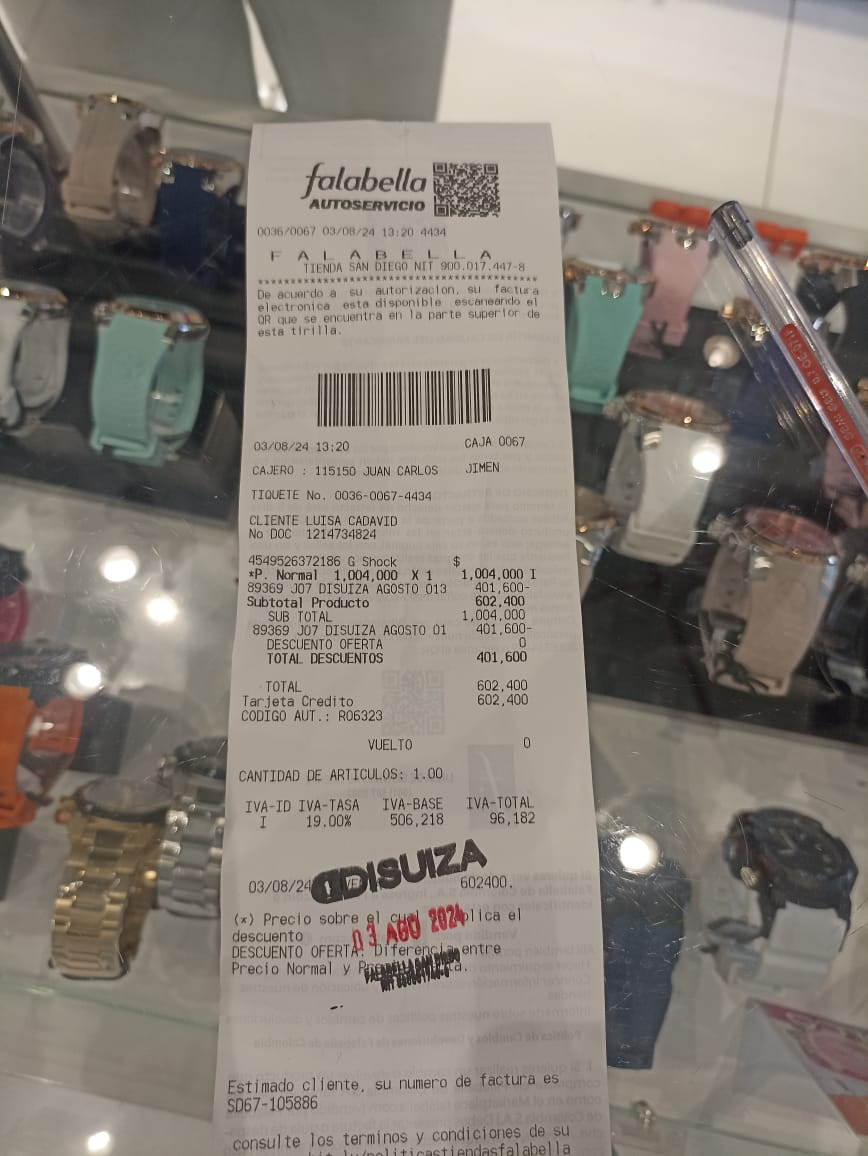 falabella
AUTOSERVICIO
0036/0067 03/08/24 13:20 4434
F A L A B E L L A
TIENDA SAN DIEGO NIT 900.017.447-8
**************************************
De acuerdo a su autorizacion, su factura
electronica esta disponible escaneando el
QR que se encuentra en la parte superior de
esta tirilla.
03/08/24 13:20 CAJA 0067
CAJERO : 115150 JUAN CARLOS JIMEN
TIQUETE No. 0036-0067-4434
CLIENTE LUISA CADAVID
No DOC 1214734824
4549526372186 G Shock $
*P. Normal 1,004,000 X 1 1,004,000 I
89369 J07 DISUIZA AGOSTO 013 401,600-
Subtotal Producto 602,400
SUB TOTAL 1,004,000
89369 J07 DISUIZA AGOSTO 01 401,600-
DESCUENTO OFERTA 0
TOTAL DESCUENTOS 401,600
TOTAL 602,400
Tarjeta Credito 602,400
CODIGO AUT.: R06323
VUELTO 0
CANTIDAD DE ARTICULOS: 1.00
IVA-ID IVA-TASA IVA-BASE IVA-TOTAL
I 19.00% 506,218 96,182
DISUIZA
03/08/24 602400.
(*) Precio sobre el cual aplica el
descuento
03 AGO 2024
DESCUENTO OFERTA: Diferencia entre
Precio Normal y
Estimado cliente, su numero de factura es
SD67-105886
consulte los terminos y condiciones de su